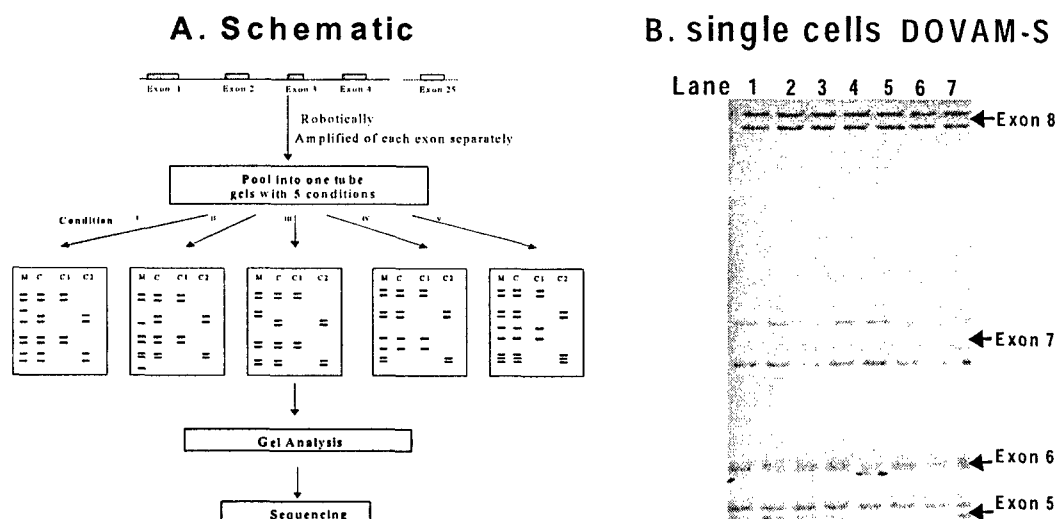 A. Schematic
Exon 1 Exon 2 Exon 3 Exon 4 Exon 25
Robotically
Amplified of each exon separately
Pool into one tube
gels with 5 conditions
Condition I II III IV V
M C C1 C2 M C C1 C2 M C C1 C2 M C C1 C2 M C C1 C2
Gel Analysis
Sequencing
B. single cells DOVAM-S
Lane 1 2 3 4 5 6 7
Exon 8
Exon 7
Exon 6
Exon 5